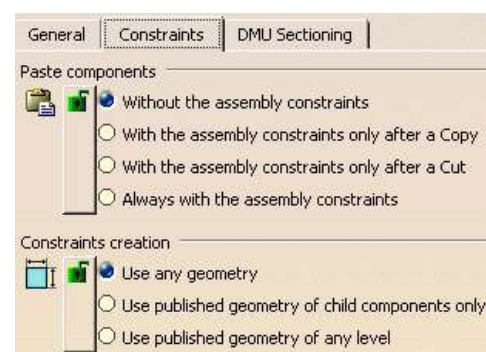 General Constraints DMU Sectioning
Paste components
Without the assembly constraints
With the assembly constraints only after a Copy
With the assembly constraints only after a Cut
Always with the assembly constraints
Constraints creation
Use any geometry
Use published geometry of child components only
Use published geometry of any level